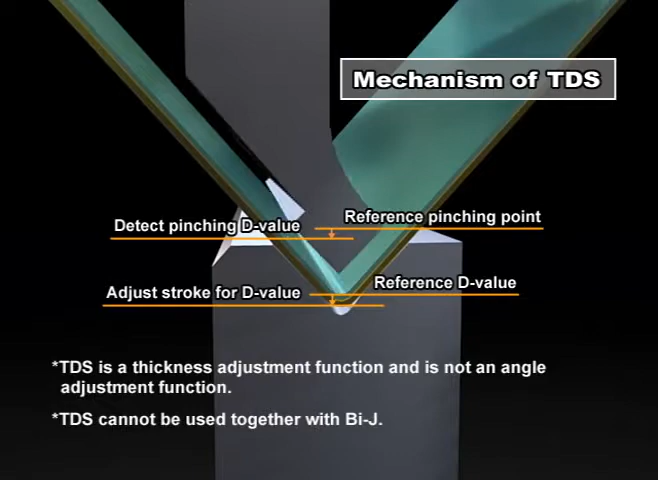 Mechanism of TDS
Detect pinching D-value
Reference pinching point
Adjust stroke for D-value
Reference D-value
*TDS is a thickness adjustment function and is not an angle
adjustment function.
*TDS cannot be used together with Bi-J.